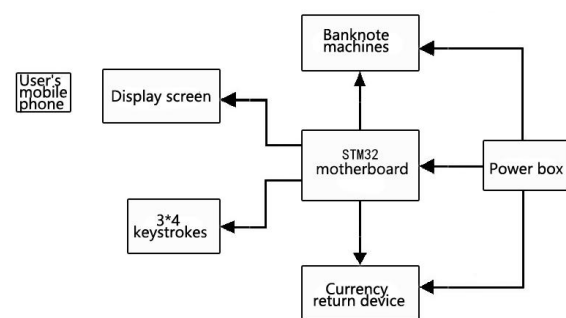 Banknote
machines
User's
mobile
phone
Display screen
STM32
motherboard
Power box
3*4
keystrokes
Currency
return device